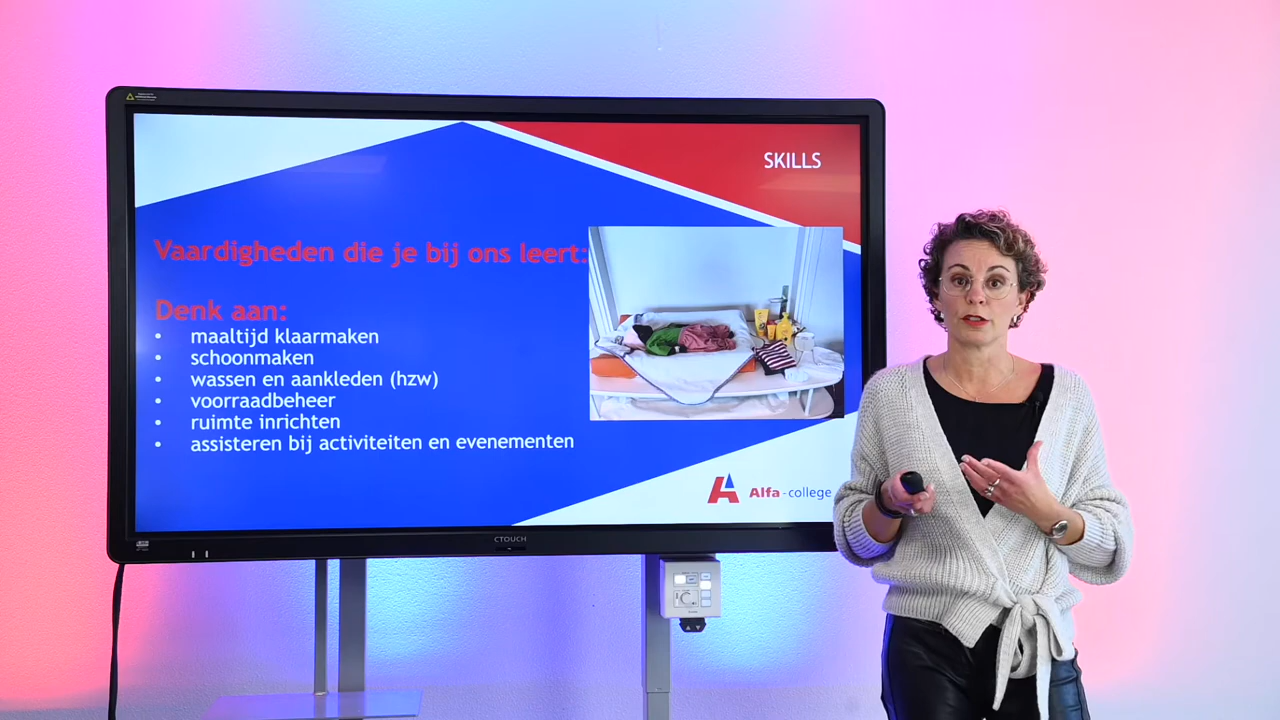 SKILLS
Vaardigheden die je bij ons leert:
Denk aan:
• maaltijd klaarmaken
• schoonmaken
• wassen en aankleden (hzw)
• voorraadbeheer
• ruimte inrichten
• assisteren bij activiteiten en evenementen
Alfa-college
CTOUCH